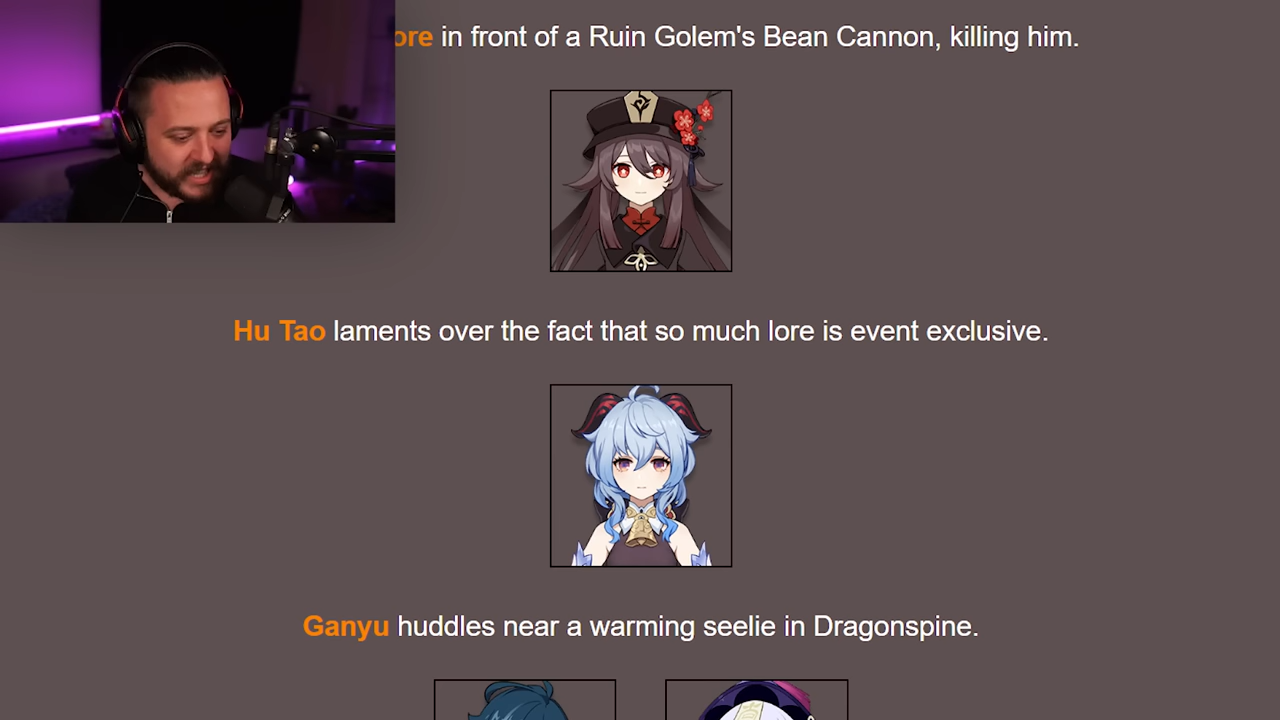 in front of a Ruin Golem's Bean Cannon, killing him.
Hu Tao laments over the fact that so much lore is event exclusive.
Ganyu huddles near a warming seelie in Dragonspine.